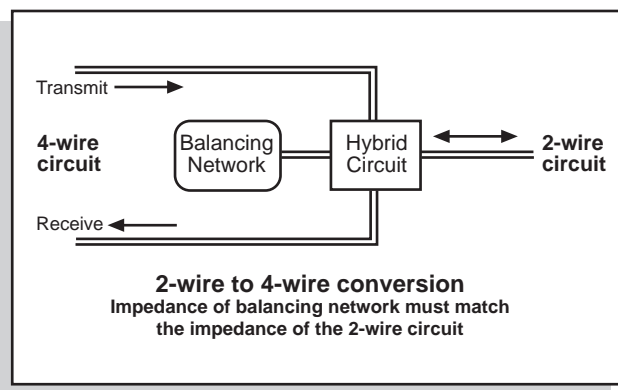 Transmit
4-wire
circuit
Balancing
Network
Hybrid
Circuit
2-wire
circuit
Receive
2-wire to 4-wire conversion
Impedance of balancing network must match
the impedance of the 2-wire circuit